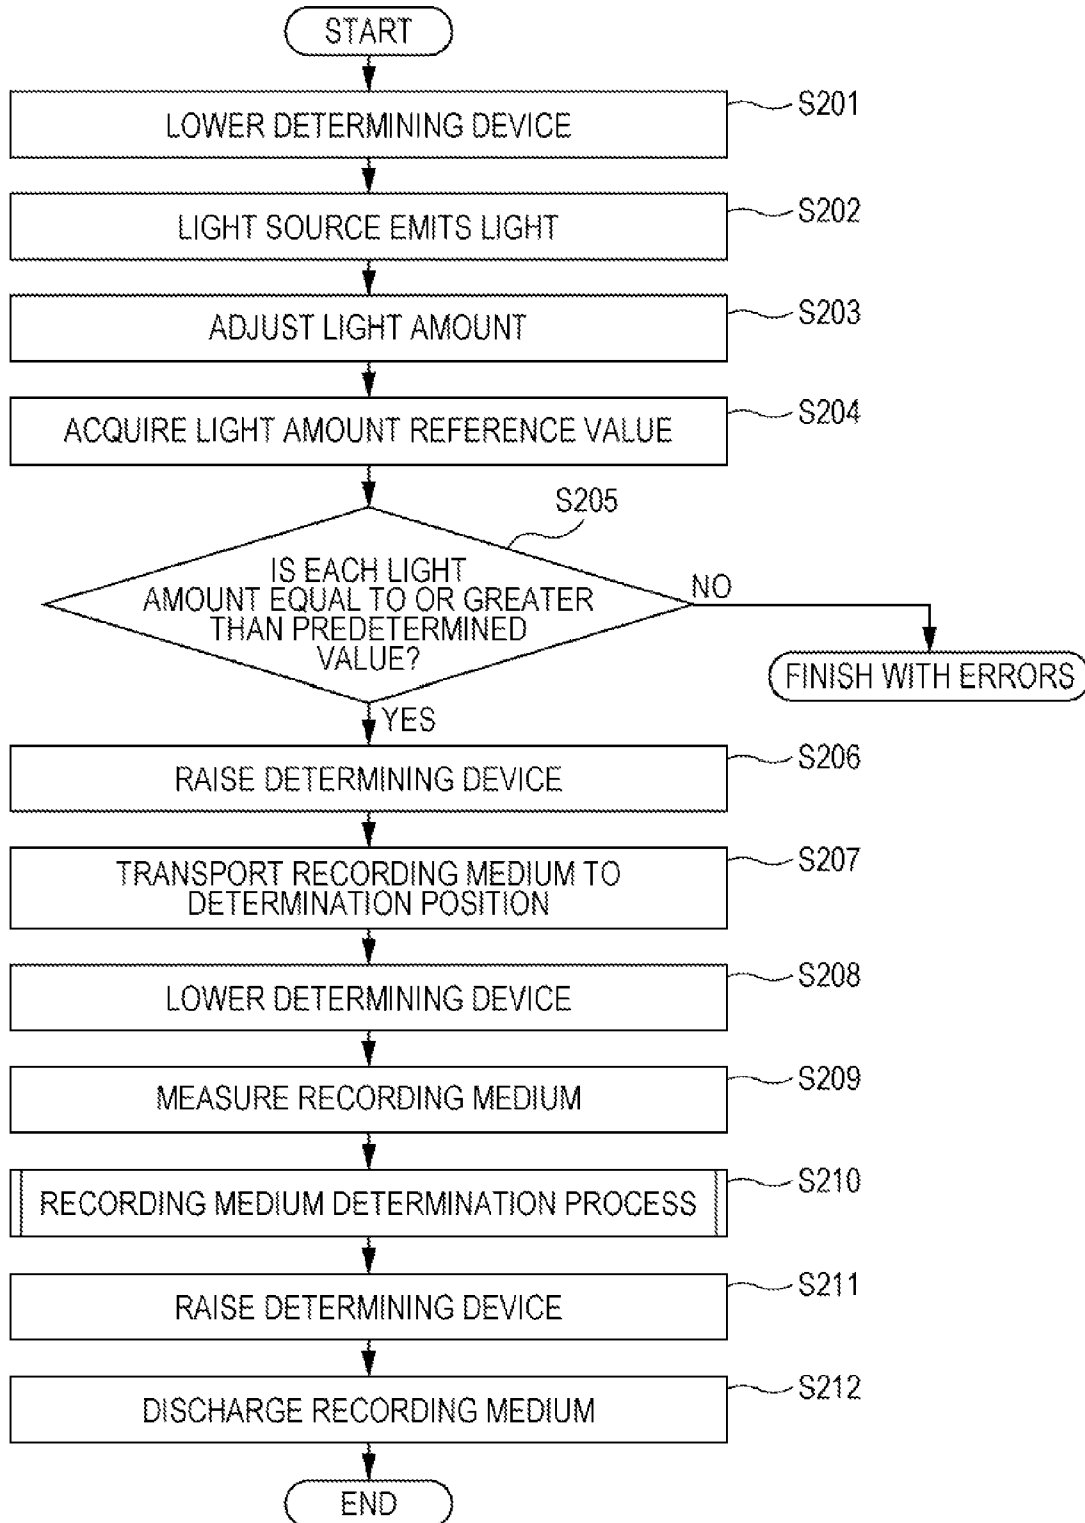 START
LOWER DETERMINING DEVICE
S201
LIGHT SOURCE EMITS LIGHT
S202
ADJUST LIGHT AMOUNT
S203
ACQUIRE LIGHT AMOUNT REFERENCE VALUE
S204
S205
IS EACH LIGHT
AMOUNT EQUAL TO OR GREATER
THAN PREDETERMINED
VALUE?
NO
FINISH WITH ERRORS
YES
RAISE DETERMINING DEVICE
S206
TRANSPORT RECORDING MEDIUM TO
DETERMINATION POSITION
S207
LOWER DETERMINING DEVICE
S208
MEASURE RECORDING MEDIUM
S209
RECORDING MEDIUM DETERMINATION PROCESS
S210
RAISE DETERMINING DEVICE
S211
DISCHARGE RECORDING MEDIUM
S212
END